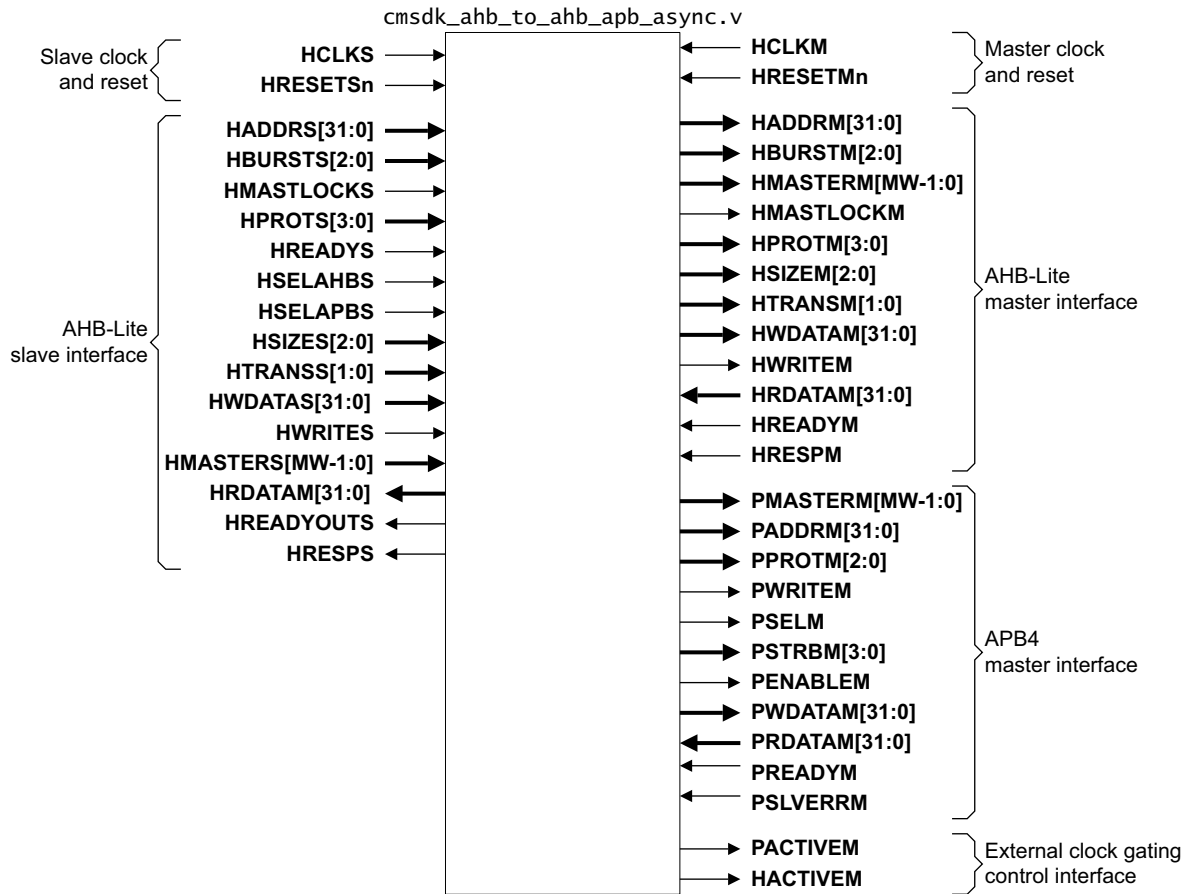 cmsdk_ahb_to_ahb_apb_async.v
Slave clock
and reset
HCLKS
HRESETSn
AHB-Lite
slave interface
HADDRS[31:0]
HBURSTS[2:0]
HMASTLOCKS
HPROTS[3:0]
HREADYS
HSELAHBS
HSELAPBS
HSIZES[2:0]
HTRANSS[1:0]
HWDATAS[31:0]
HWRITES
HMASTERS[MW-1:0]
HRDATAM[31:0]
HREADYOUTS
HRESPS
HCLKM
HRESETMn
Master clock
and reset
HADDRM[31:0]
HBURSTM[2:0]
HMASTERM[MW-1:0]
HMASTLOCKM
HPROTM[3:0]
HSIZEM[2:0]
HTRANSM[1:0]
HWDATAM[31:0]
HWRITEM
HRDATAM[31:0]
HREADYM
HRESPM
AHB-Lite
master interface
PMASTERM[MW-1:0]
PADDRM[31:0]
PPROTM[2:0]
PWRITEM
PSELM
PSTRBM[3:0]
PENABLEM
PWDATAM[31:0]
PRDATAM[31:0]
PREADYM
PSLVERRM
APB4
master interface
PACTIVEM
HACTIVEM
External clock gating
control interface